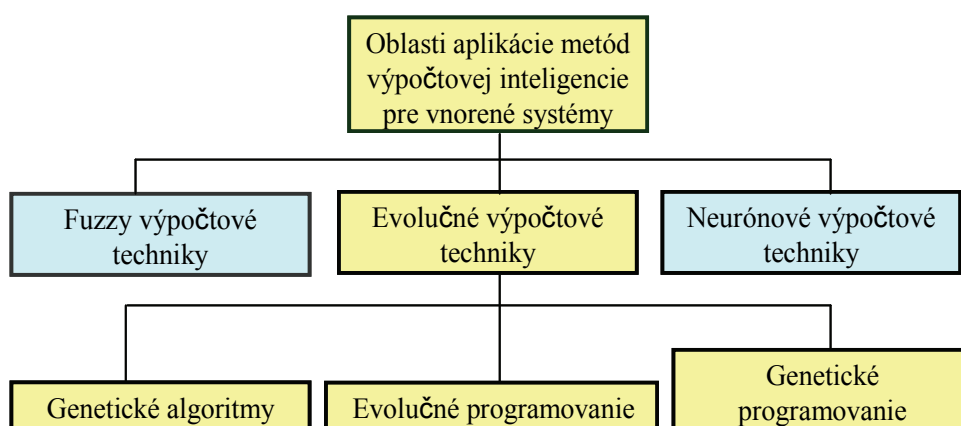 Oblasti aplikácie metód
výpočtovej inteligencie
pre vnorené systémy
Fuzzy výpočtové
techniky
Evolučné výpočtové
techniky
Neurónové výpočtové
techniky
Genetické algoritmy
Evolučné programovanie
Genetické
programovanie